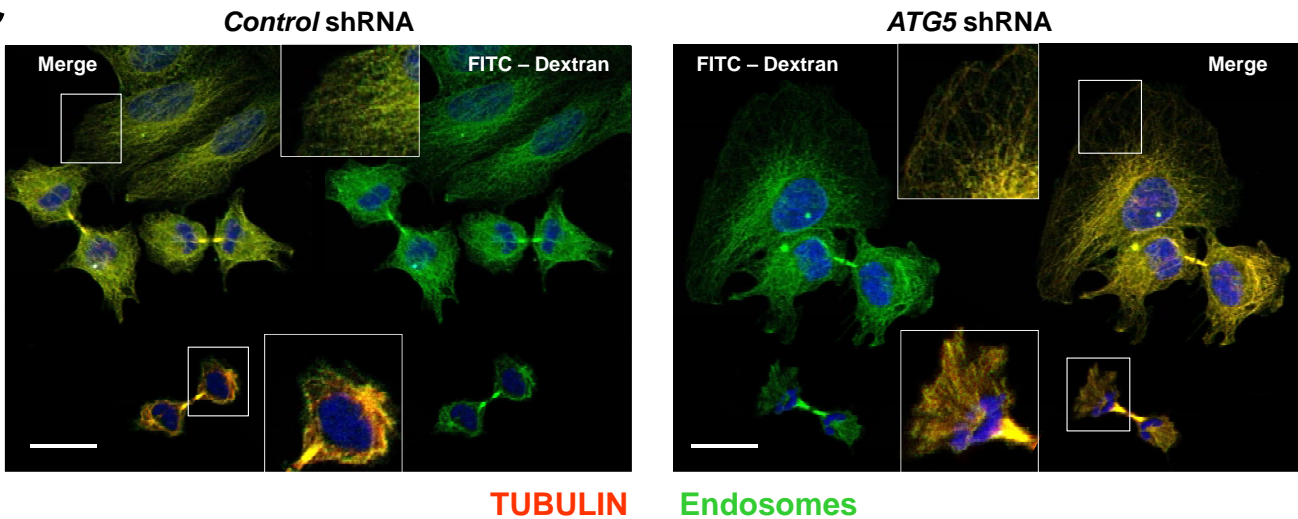 Control shRNA
ATG5 shRNA
Merge
FITC – Dextran
FITC – Dextran
Merge
TUBULIN
Endosomes